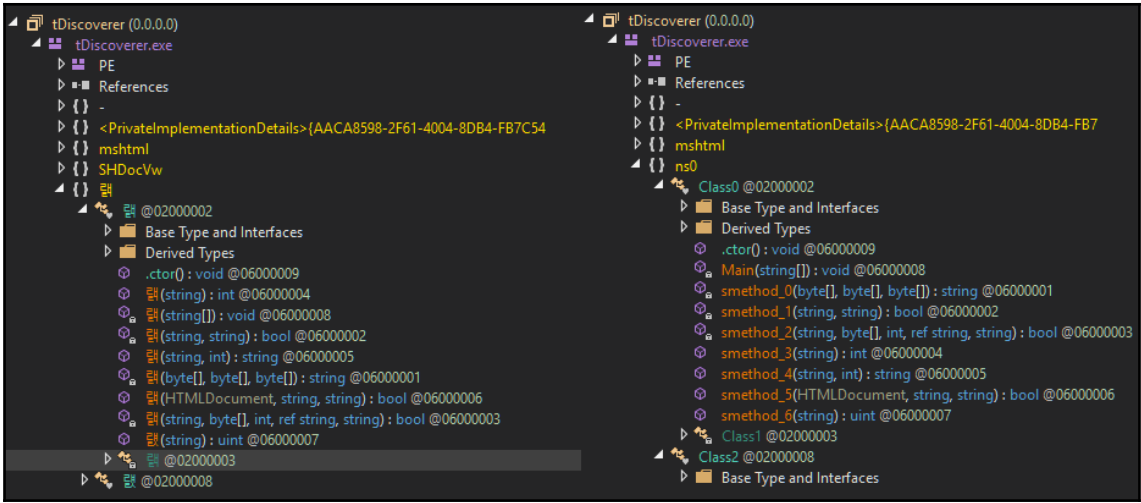 tDiscoverer (0.0.0.0)
tDiscoverer.exe
PE
References
{ } -
{ } <PrivateImplementationDetails>{AACA8598-2F61-4004-8DB4-FB7C54
{ } mshtml
{ } SHDocVw
{ }
@02000002
Base Type and Interfaces
Derived Types
.ctor() : void @06000009
(string) : int @06000004
(string[]) : void @06000008
(string, string) : bool @06000002
(string, int) : string @06000005
(byte[], byte[], byte[]) : string @06000001
(HTMLDocument, string, string) : bool @06000006
(string, byte[], int, ref string, string) : bool @06000003
(string) : uint @06000007
@02000003
@02000008
tDiscoverer (0.0.0.0)
tDiscoverer.exe
PE
References
{ } -
{ } <PrivateImplementationDetails>{AACA8598-2F61-4004-8DB4-FB7
{ } mshtml
{ } ns0
Class0 @02000002
Base Type and Interfaces
Derived Types
.ctor() : void @06000009
Main(string[]) : void @06000008
smethod_0(byte[], byte[], byte[]) : string @06000001
smethod_1(string, string) : bool @06000002
smethod_2(string, byte[], int, ref string, string) : bool @06000003
smethod_3(string) : int @06000004
smethod_4(string, int) : string @06000005
smethod_5(HTMLDocument, string, string) : bool @06000006
smethod_6(string) : uint @06000007
Class1 @02000003
Class2 @02000008
Base Type and Interfaces